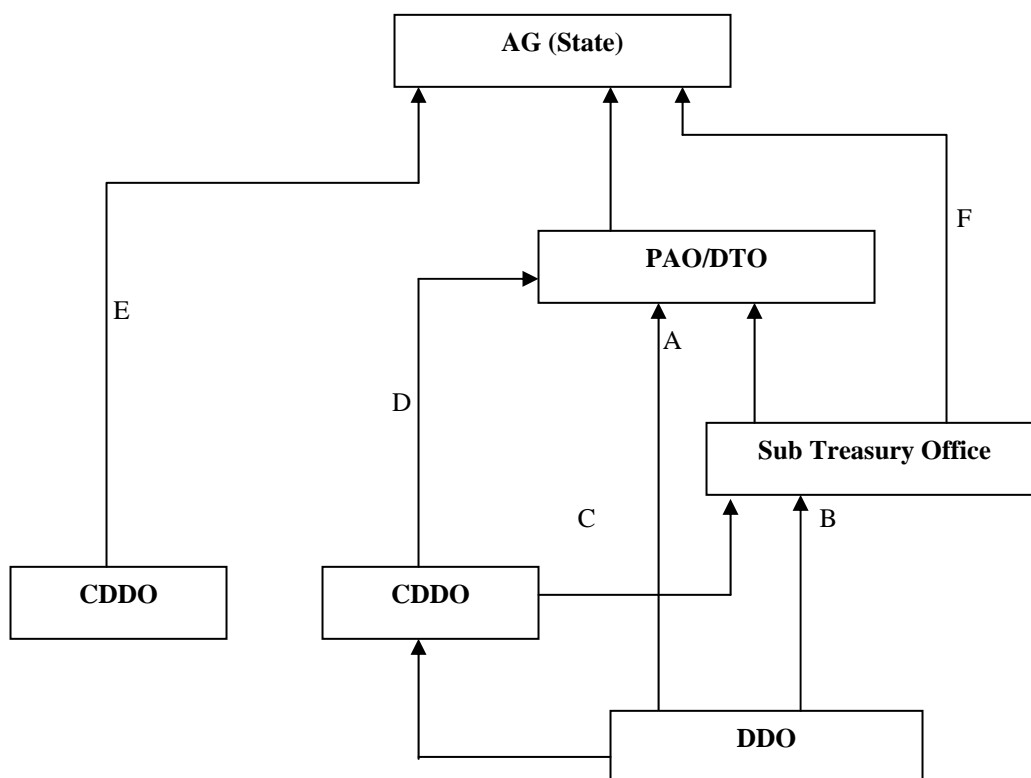 AG (State)
F
PAO/DTO
E
A
D
Sub Treasury Office
C
B
CDDO
CDDO
DDO